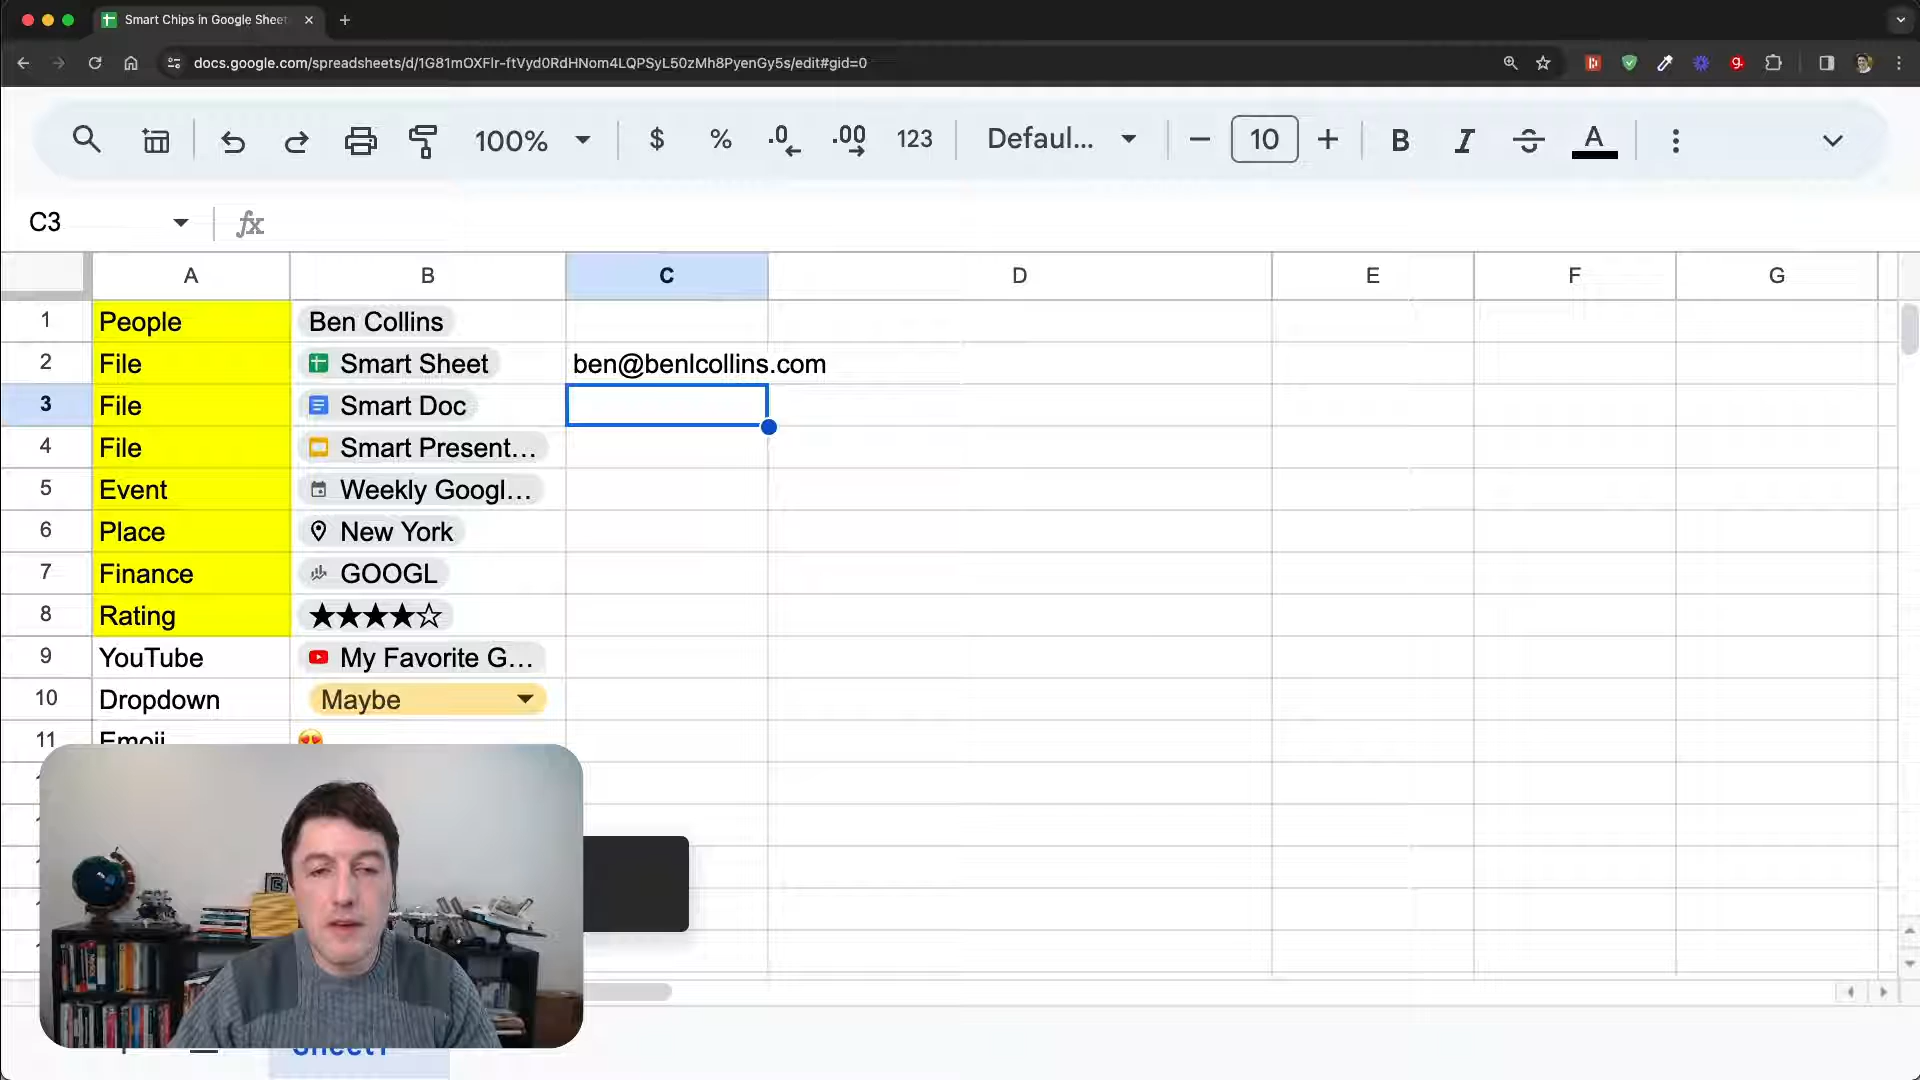 Smart Chips in Google Sheet
docs.google.com/spreadsheets/d/1G81mOXFIr-ftVyd0RdHNom4LQPSyL50zMh8PyenGy5s/edit#gid=0
100% $ % .0 .00 123 Defaul... 10 B I S A
C3 fx
A B C D E F G
1 People Ben Collins
2 File Smart Sheet ben@benlcollins.com
3 File Smart Doc
4 File Smart Present...
5 Event Weekly Googl...
6 Place New York
7 Finance GOOGL
8 Rating ★★★★☆
9 YouTube My Favorite G...
10 Dropdown Maybe
11 Emoji
Sheet1